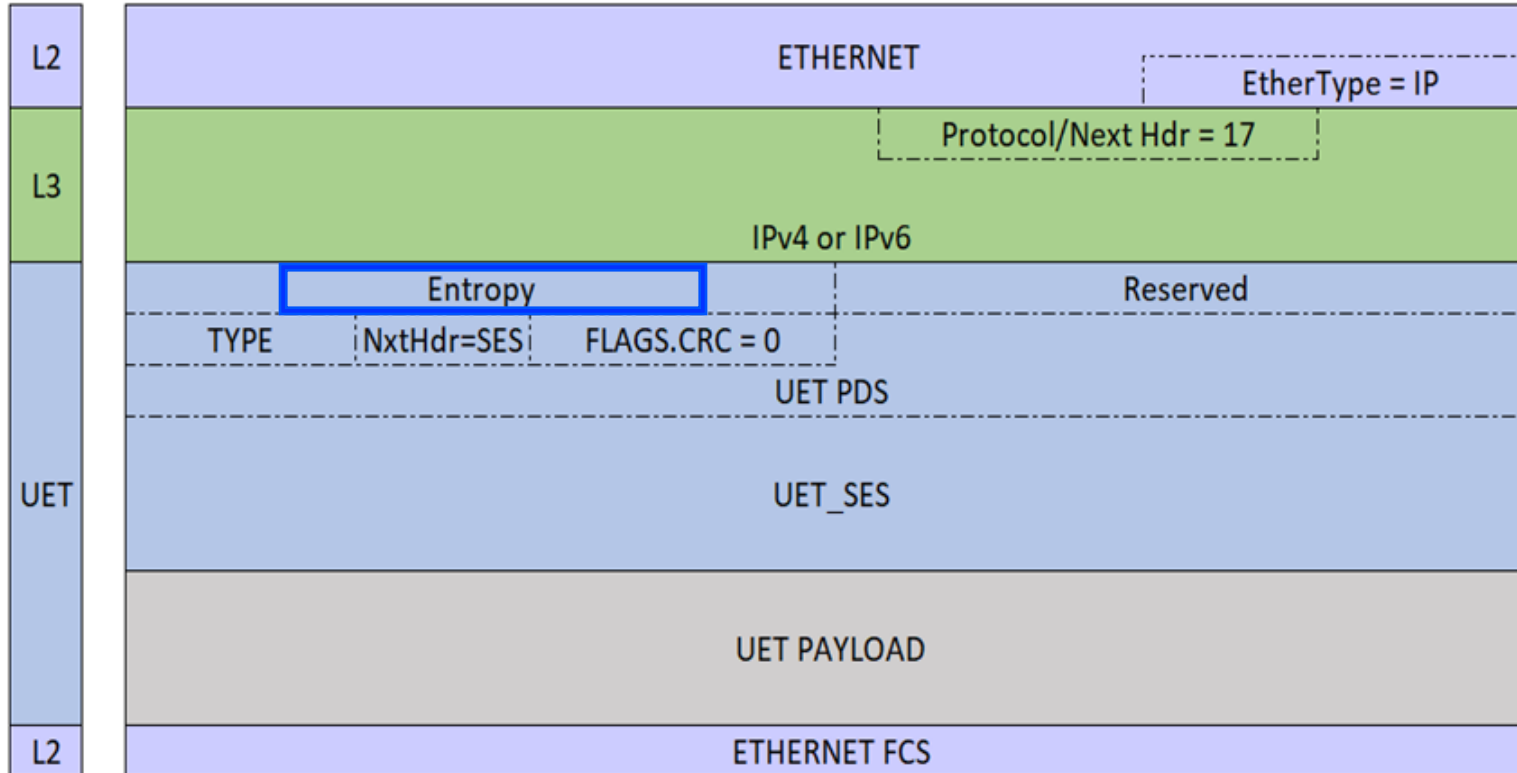 L2
ETHERNET
EtherType = IP
L3
Protocol/Next Hdr = 17
IPv4 or IPv6
UET
Entropy
Reserved
TYPE
NxtHdr=SES
FLAGS.CRC = 0
UET PDS
UET_SES
UET PAYLOAD
L2
ETHERNET FCS